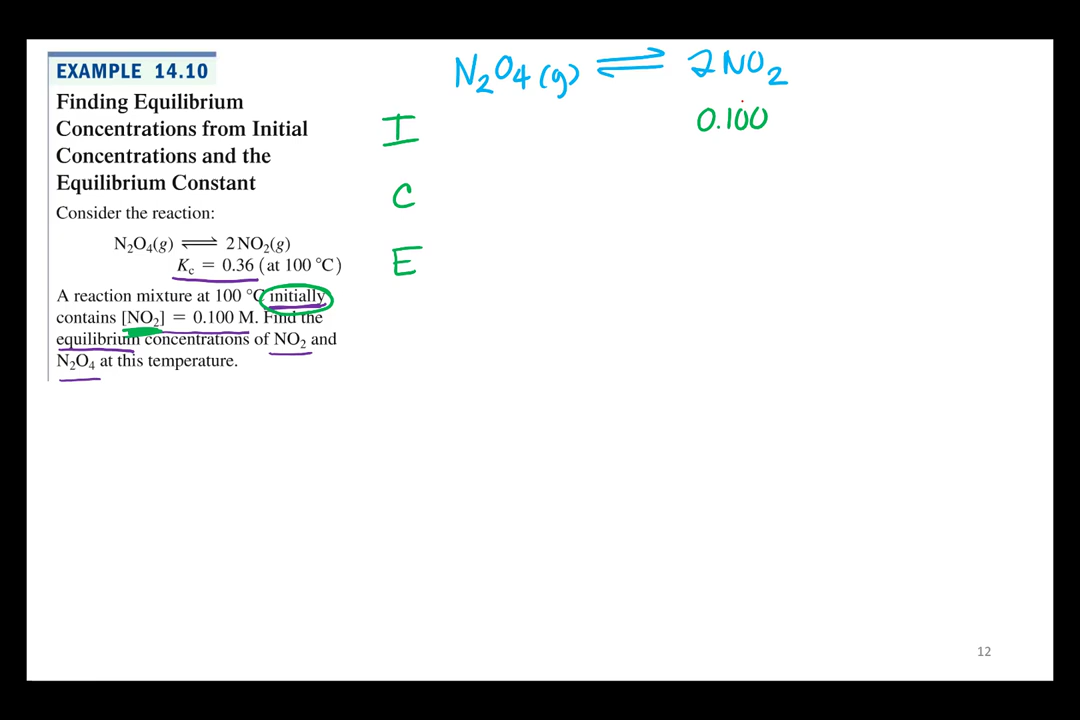 EXAMPLE 14.10
Finding Equilibrium
Concentrations from Initial
Concentrations and the
Equilibrium Constant
Consider the reaction:
N₂O₄(g) ⇌ 2 NO₂(g)
K꜀ = 0.36 (at 100 °C)
A reaction mixture at 100 °C initially
contains [NO₂] = 0.100 M. Find the
equilibrium concentrations of NO₂ and
N₂O₄ at this temperature.
N₂O₄(g) ⇌ 2NO₂
I 0.100
C
E
12